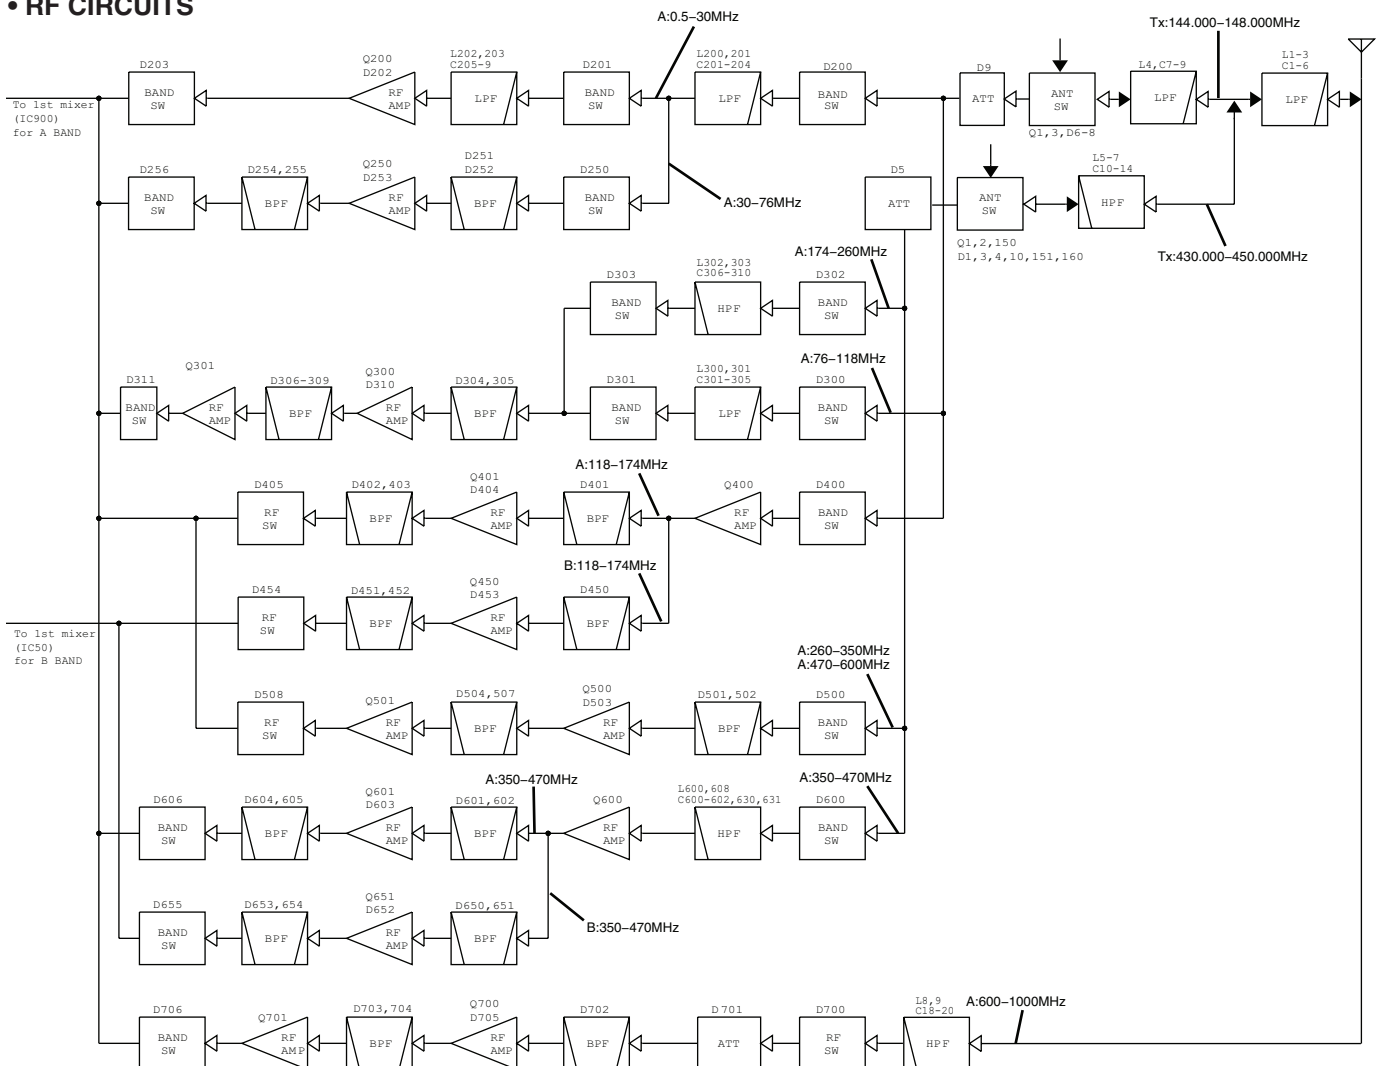 • RF CIRCUITS
A:0.5–30MHz
Tx:144.000–148.000MHz
D203
BAND
SW
Q200
D202
RF
AMP
L202,203
C205-9
LPF
D201
BAND
SW
L200,201
C201-204
LPF
D200
BAND
SW
D9
ATT
ANT
SW
Q1,3,D6-8
L4,C7-9
LPF
L1-3
C1-6
LPF
To 1st mixer
(IC900)
for A BAND
D256
BAND
SW
D254,255
BPF
Q250
D253
RF
AMP
D251
D252
BPF
D250
BAND
SW
A:30–76MHz
D5
ATT
ANT
SW
Q1,2,150
D1,3,4,10,151,160
L5-7
C10-14
HPF
Tx:430.000–450.000MHz
A:174–260MHz
D303
BAND
SW
L302,303
C306-310
HPF
D302
BAND
SW
A:76–118MHz
D311
BAND
SW
Q301
RF
AMP
D306-309
BPF
Q300
D310
RF
AMP
D304,305
BPF
D301
BAND
SW
L300,301
C301-305
LPF
D300
BAND
SW
A:118–174MHz
D405
RF
SW
D402,403
BPF
Q401
D404
RF
AMP
D401
BPF
Q400
RF
AMP
D400
BAND
SW
B:118–174MHz
D454
RF
SW
D451,452
BPF
Q450
D453
RF
AMP
D450
BPF
To 1st mixer
(IC50)
for B BAND
A:260–350MHz
A:470–600MHz
D508
RF
SW
Q501
RF
AMP
D504,507
BPF
Q500
D503
RF
AMP
D501,502
BPF
D500
BAND
SW
A:350–470MHz
A:350–470MHz
D606
BAND
SW
D604,605
BPF
Q601
D603
RF
AMP
D601,602
BPF
Q600
RF
AMP
L600,608
C600-602,630,631
HPF
D600
BAND
SW
D655
BAND
SW
D653,654
BPF
Q651
D652
RF
AMP
D650,651
BPF
B:350–470MHz
D706
BAND
SW
Q701
RF
AMP
D703,704
BPF
Q700
D705
RF
AMP
D702
BPF
D701
ATT
D700
RF
SW
L8,9
C18-20
HPF
A:600–1000MHz